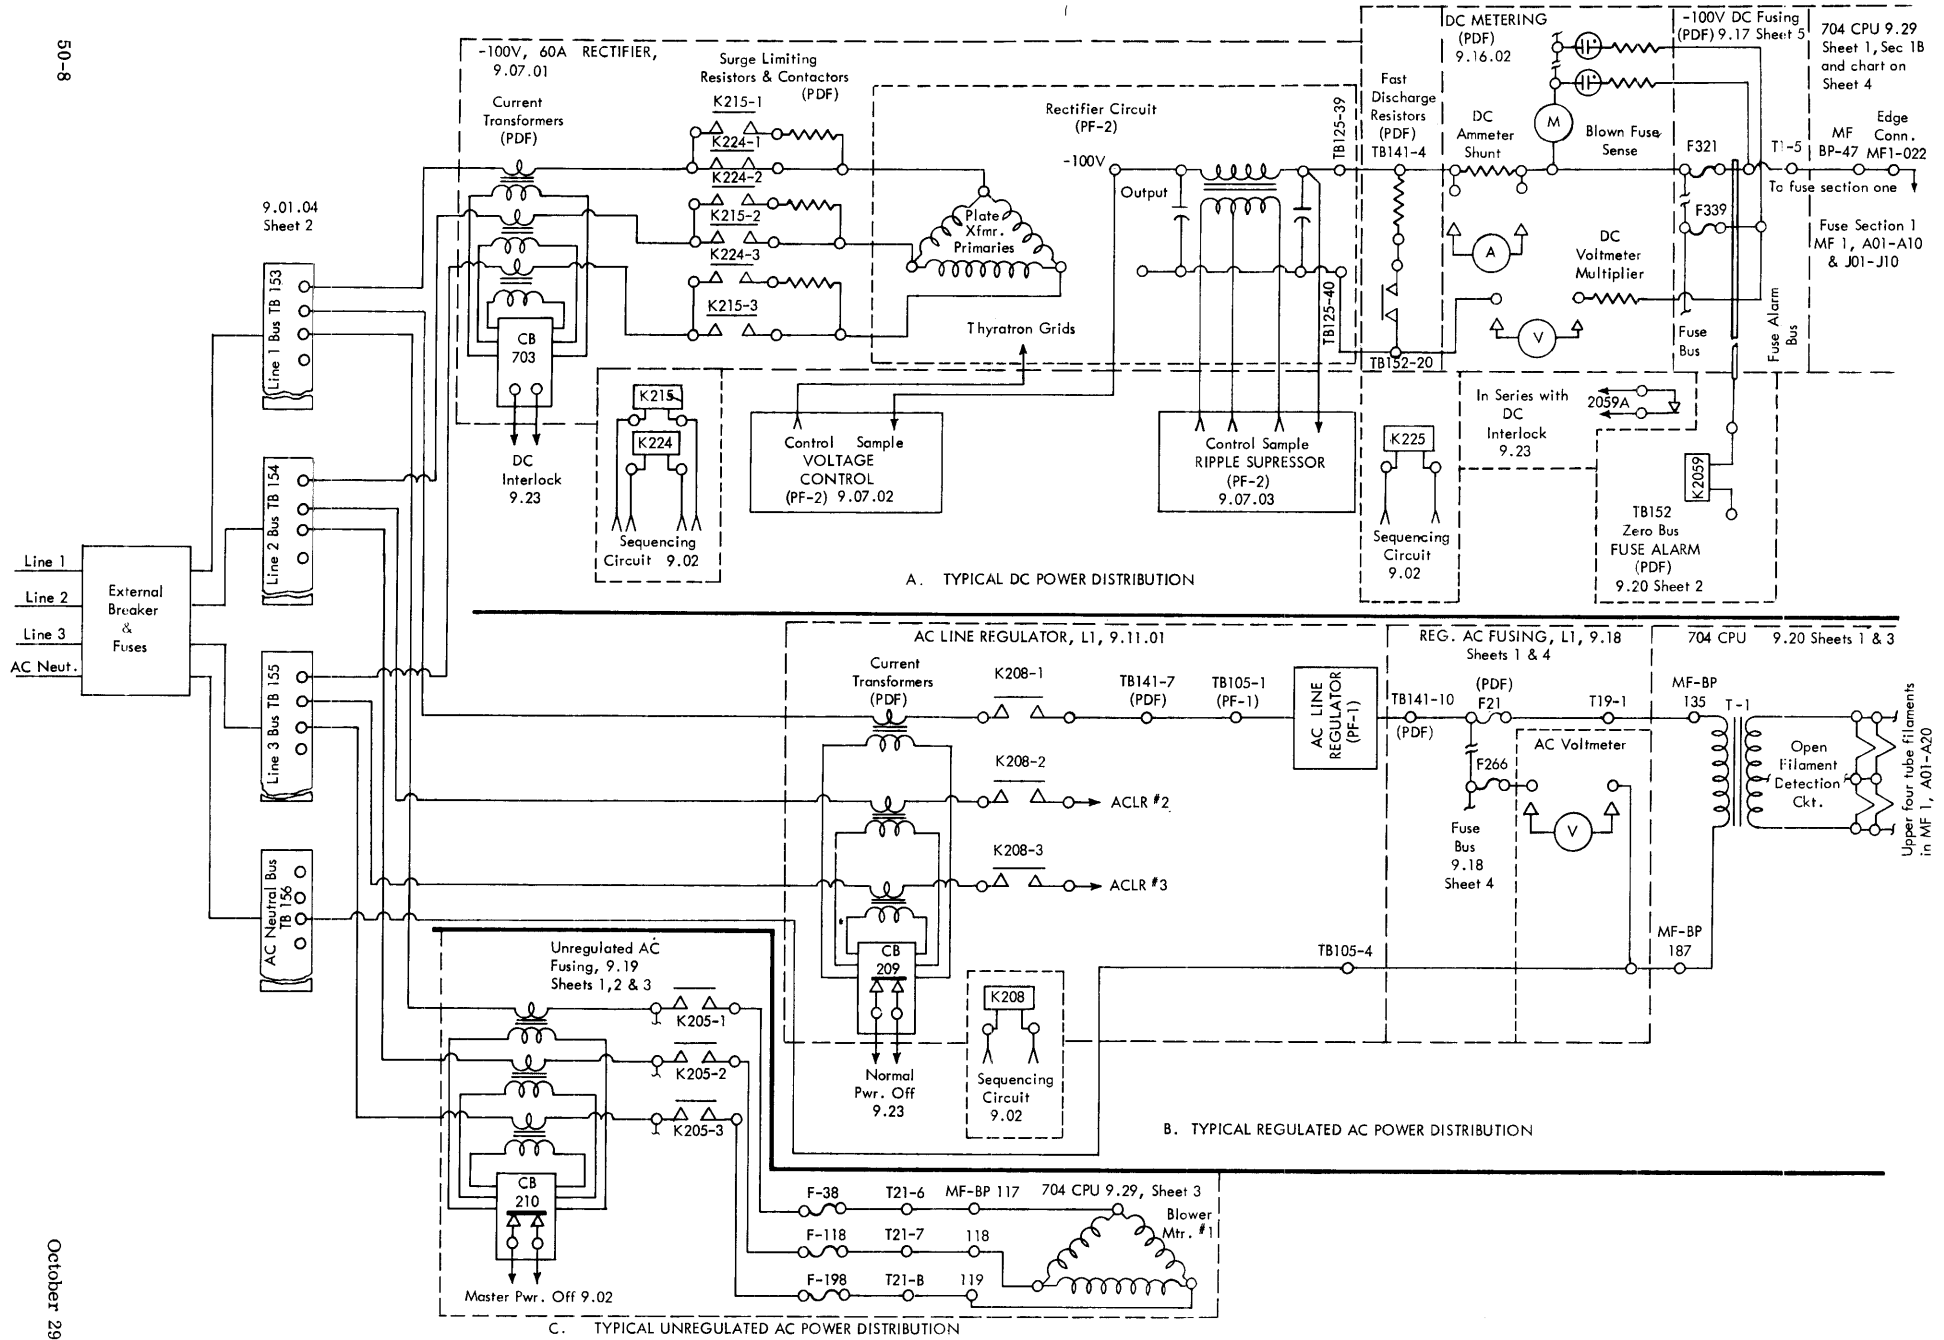 50-8
October 29
9.01.04
Sheet 2
Line 1 Bus TB 153
Line 2 Bus TB 154
Line 3 Bus TB 155
AC Neutral Bus
TB 156
Line 1
Line 2
Line 3
AC Neut.
External
Breaker
&
Fuses
-100V, 60A RECTIFIER,
9.07.01
Current
Transformers
(PDF)
CB
703
DC
Interlock
9.23
Surge Limiting
Resistors & Contactors
(PDF)
K215-1
K224-1
K224-2
K215-2
K224-3
K215-3
K215
K224
Sequencing
Circuit 9.02
Rectifier Circuit
(PF-2)
Plate
Xfmr.
Primaries
Thyratron Grids
-100V
Output
TB125-39
TB125-40
Control Sample
VOLTAGE
CONTROL
(PF-2) 9.07.02
Control Sample
RIPPLE SUPRESSOR
(PF-2)
9.07.03
Fast
Discharge
Resistors
(PDF)
TB141-4
TB152-20
K225
Sequencing
Circuit
9.02
DC METERING
(PDF)
9.16.02
DC
Ammeter
Shunt
M
Blown Fuse
Sense
A
DC
Voltmeter
Multiplier
V
-100V DC Fusing
(PDF) 9.17 Sheet 5
F321
F339
T1-5
Fuse
Bus
Fuse Alarm
Bus
704 CPU 9.29
Sheet 1, Sec 1B
and chart on
Sheet 4
MF
BP-47
Edge
Conn.
MF1-022
To fuse section one
Fuse Section 1
MF 1, A01-A10
& J01-J10
In Series with
DC
Interlock
9.23
2059A
K2059
TB152
Zero Bus
FUSE ALARM
(PDF)
9.20 Sheet 2
A. TYPICAL DC POWER DISTRIBUTION
AC LINE REGULATOR, L1, 9.11.01
Current
Transformers
(PDF)
K208-1
K208-2
K208-3
TB141-7
(PDF)
TB105-1
(PF-1)
AC LINE
REGULATOR
(PF-1)
ACLR #2
ACLR #3
*
CB
209
Normal
Pwr. Off
9.23
K208
Sequencing
Circuit
9.02
TB105-4
REG. AC FUSING, L1, 9.18
Sheets 1 & 4
TB141-10
(PDF)
(PDF)
F21
T19-1
F266
Fuse
Bus
9.18
Sheet 4
AC Voltmeter
V
704 CPU 9.20 Sheets 1 & 3
MF-BP
135
T-1
MF-BP
187
Open
Filament
Detection
Ckt.
Upper four tube filaments
in MF 1, A01-A20
B. TYPICAL REGULATED AC POWER DISTRIBUTION
Unregulated AC
Fusing, 9.19
Sheets 1,2 & 3
K205-1
K205-2
K205-3
CB
210
Master Pwr. Off 9.02
F-38
T21-6
MF-BP 117
704 CPU 9.29, Sheet 3
F-118
T21-7
118
F-198
T21-B
119
Blower
Mtr. #1
C. TYPICAL UNREGULATED AC POWER DISTRIBUTION